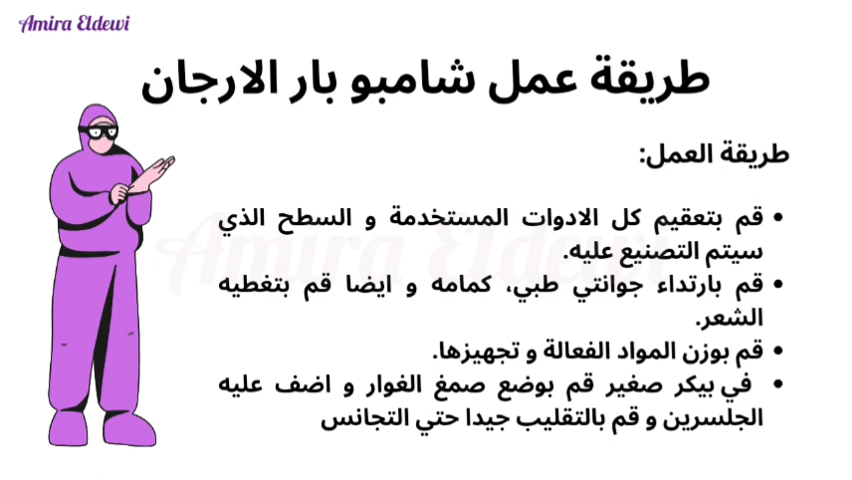 Amira Eldewi
طريقة عمل شامبو بار الارجان
طريقة العمل:
• قم بتعقيم كل الادوات المستخدمة و السطح الذي
سيتم التصنيع عليه.
• قم بارتداء جوانتي طبي، كمامه و ايضا قم بتغطيه
الشعر.
• قم بوزن المواد الفعالة و تجهيزها.
• في بيكر صغير قم بوضع صمغ الغوار و اضف عليه
الجلسرين و قم بالتقليب جيدا حتي التجانس
Amira Eldewi